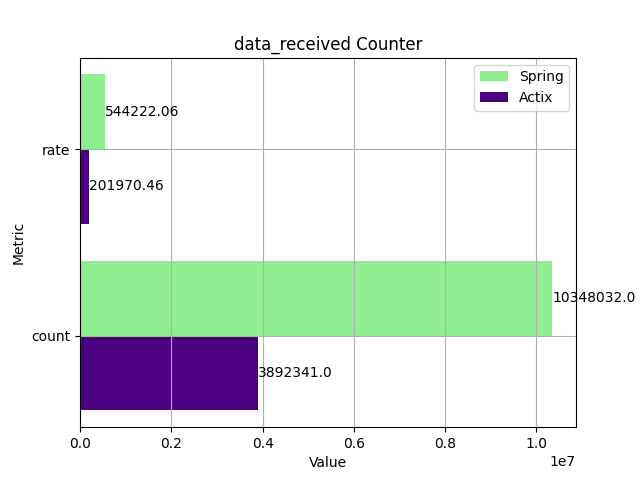 data_received Counter
Spring
Actix
544222.06
rate
201970.46
Metric
10348032.0
count
3892341.0
0.0 0.2 0.4 0.6 0.8 1.0
1e7
Value